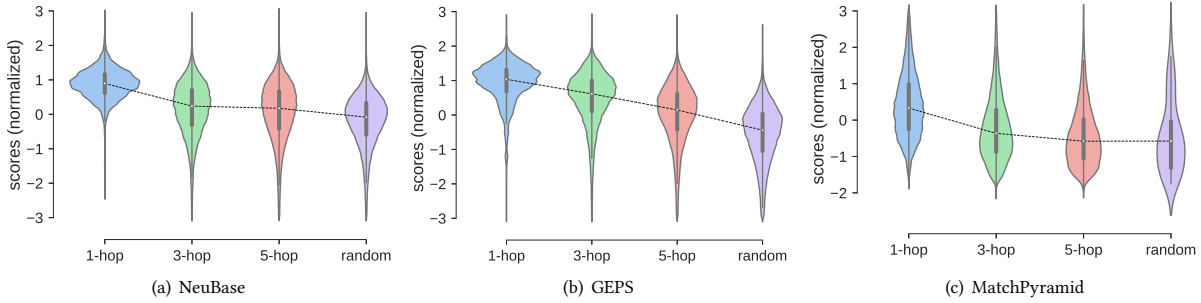 scores (normalized)
3
2
1
0
−1
−2
−3
1-hop 3-hop 5-hop random
(a) NeuBase
scores (normalized)
3
2
1
0
−1
−2
−3
1-hop 3-hop 5-hop random
(b) GEPS
scores (normalized)
3
2
1
0
−1
−2
1-hop 3-hop 5-hop random
(c) MatchPyramid